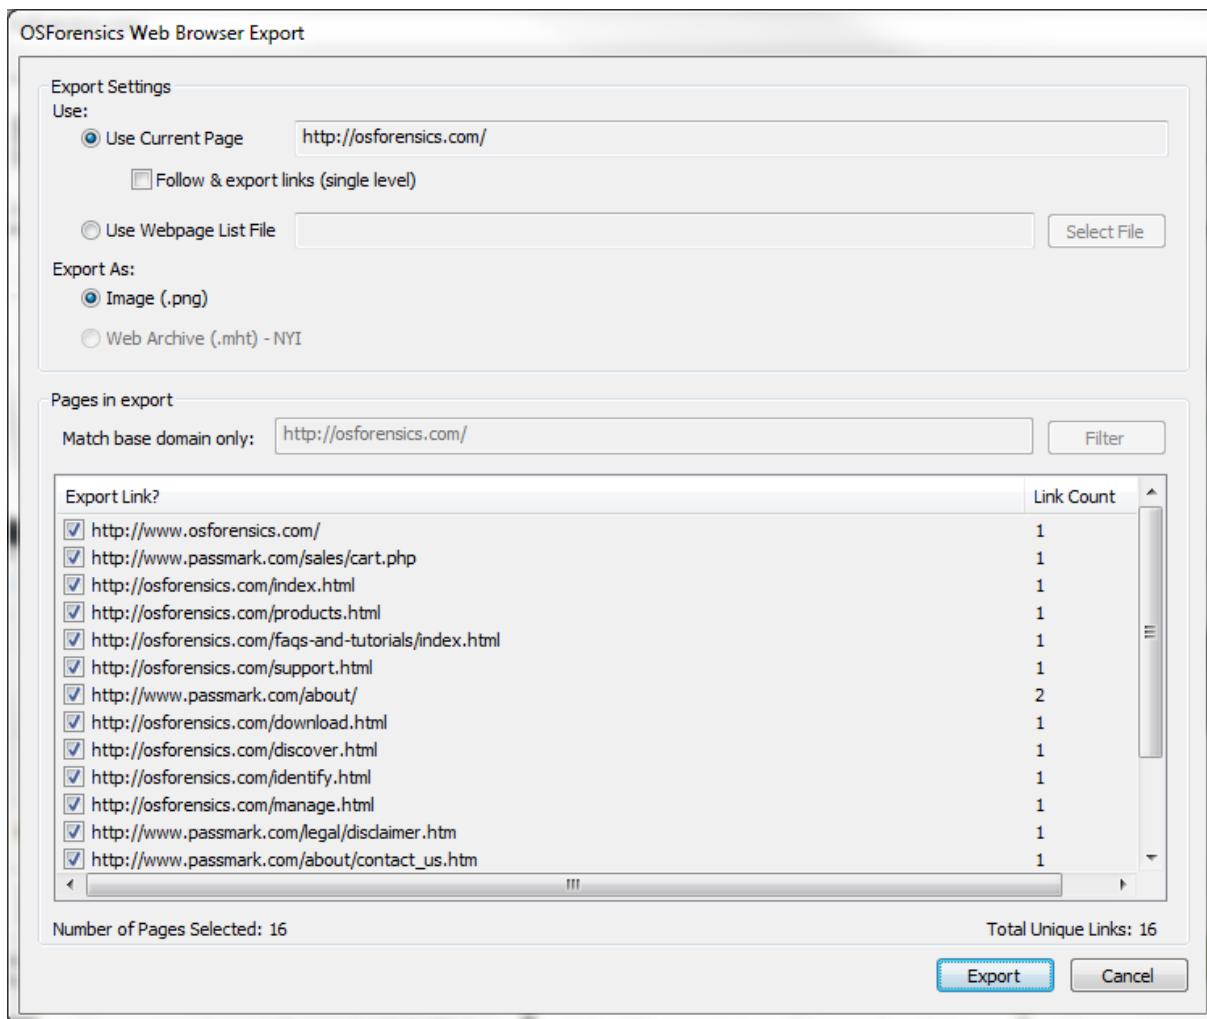 OSForensics Web Browser Export
Export Settings
Use:
Use Current Page http://osforensics.com/
Follow & export links (single level)
Use Webpage List File Select File
Export As:
Image (.png)
Web Archive (.mht) - NYI
Pages in export
Match base domain only: http://osforensics.com/ Filter
Export Link? Link Count
http://www.osforensics.com/ 1
http://www.passmark.com/sales/cart.php 1
http://osforensics.com/index.html 1
http://osforensics.com/products.html 1
http://osforensics.com/faqs-and-tutorials/index.html 1
http://osforensics.com/support.html 1
http://www.passmark.com/about/ 2
http://osforensics.com/download.html 1
http://osforensics.com/discover.html 1
http://osforensics.com/identify.html 1
http://osforensics.com/manage.html 1
http://www.passmark.com/legal/disclaimer.htm 1
http://www.passmark.com/about/contact_us.htm 1
Number of Pages Selected: 16 Total Unique Links: 16
Export Cancel